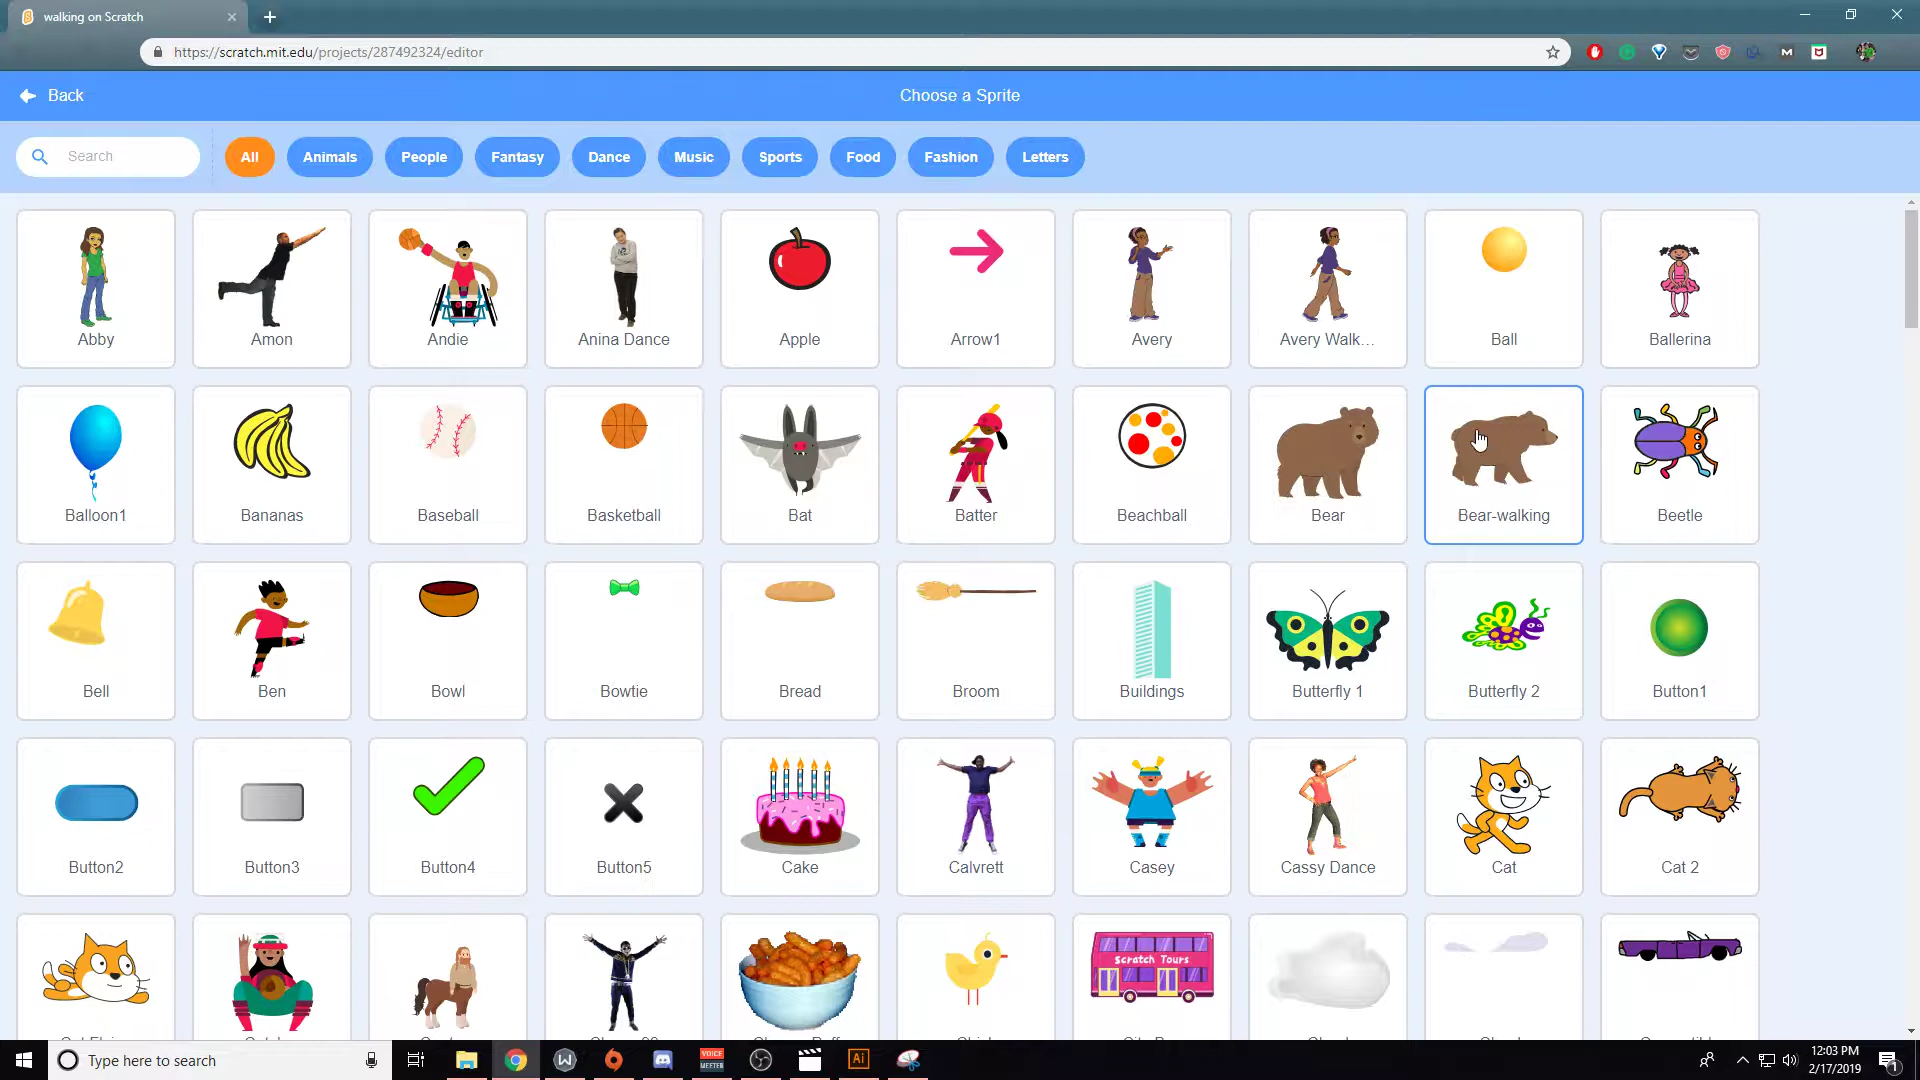 walking on Scratch
https://scratch.mit.edu/projects/287492324/editor
Back
Choose a Sprite
Search
All
Animals
People
Fantasy
Dance
Music
Sports
Food
Fashion
Letters
Abby
Amon
Andie
Anina Dance
Apple
Arrow1
Avery
Avery Walk...
Ball
Ballerina
Balloon1
Bananas
Baseball
Basketball
Bat
Batter
Beachball
Bear
Bear-walking
Beetle
Bell
Ben
Bowl
Bowtie
Bread
Broom
Buildings
Butterfly 1
Butterfly 2
Button1
Button2
Button3
Button4
Button5
Cake
Calvrett
Casey
Cassy Dance
Cat
Cat 2
Scratch Tours
Type here to search
VOICE
MEETER
Ai
12:03 PM
2/17/2019
1